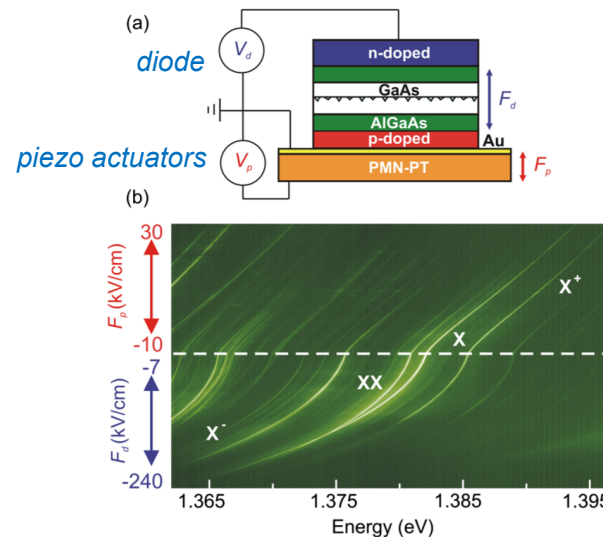 (a)
diode
V_d
n-doped
GaAs
F_d
AlGaAs
p-doped
Au
piezo actuators
V_p
PMN-PT
F_p
(b)
30
F_p (kV/cm)
-10
-7
F_d (kV/cm)
-240
X⁺
X
XX
X⁻
1.365
1.375
1.385
1.395
Energy (eV)